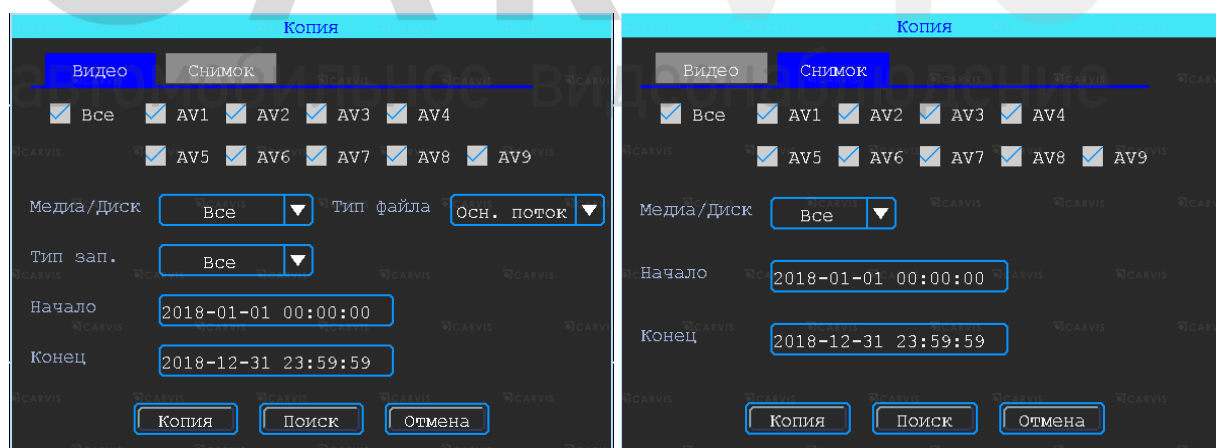 Копия
Видео Снимок
Все AV1 AV2 AV3 AV4
AV5 AV6 AV7 AV8 AV9
Медиа/Диск Все Тип файла Осн. поток
Тип зап. Все
Начало 2018-01-01 00:00:00
Конец 2018-12-31 23:59:59
Копия Поиск Отмена
Копия
Видео Снимок
Все AV1 AV2 AV3 AV4
AV5 AV6 AV7 AV8 AV9
Медиа/Диск Все
Начало 2018-01-01 00:00:00
Конец 2018-12-31 23:59:59
Копия Поиск Отмена
CARVIS
автомобильное видеонаблюдение